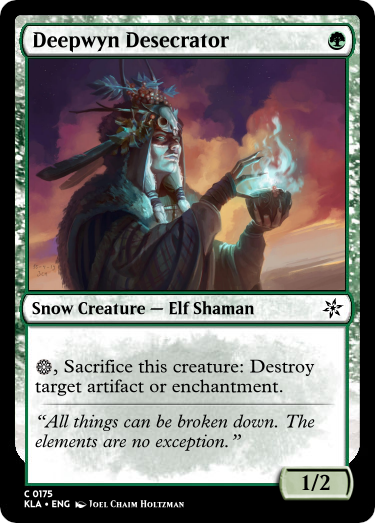 Deepwyn Desecrator
Snow Creature — Elf Shaman
, Sacrifice this creature: Destroy
target artifact or enchantment.
“All things can be broken down. The
elements are no exception.”
1/2
C 0175
KLA • ENG Joel Chaim Holtzman